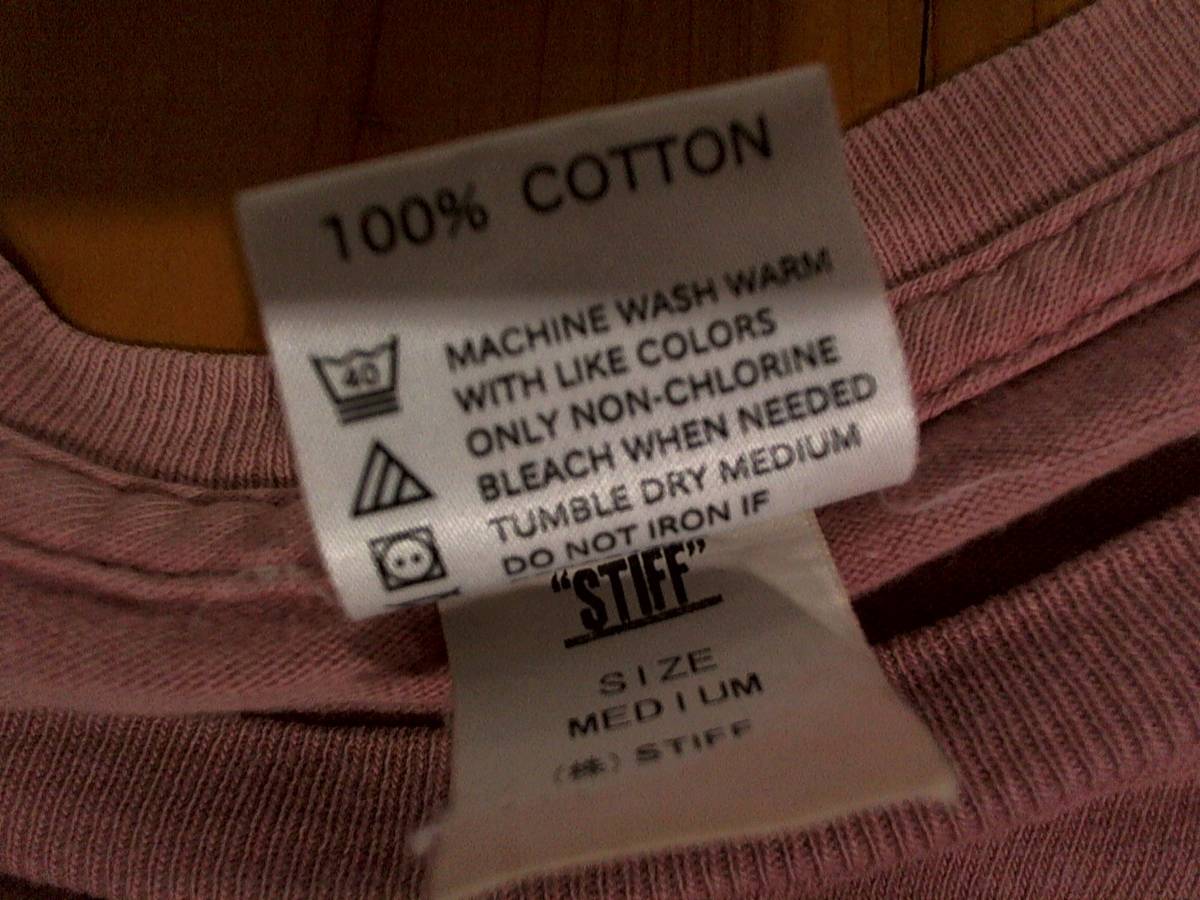 100% COTTON
40
MACHINE WASH WARM
WITH LIKE COLORS
ONLY NON-CHLORINE
BLEACH WHEN NEEDED
TUMBLE DRY MEDIUM
DO NOT IRON IF
“STIFF”
SIZE
MEDIUM
(株) STIFF